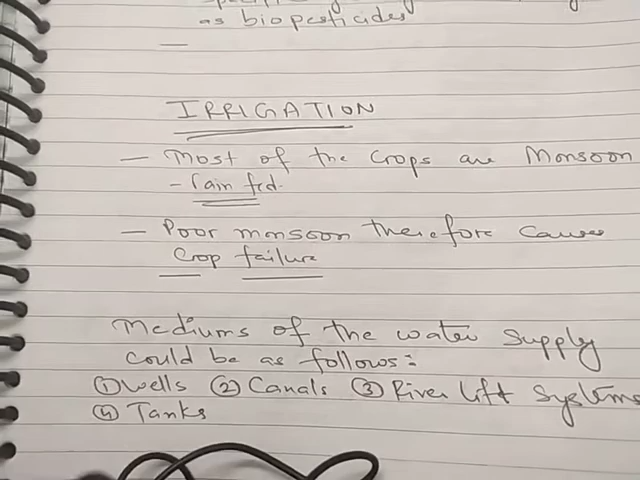 as biopesticides
IRRIGATION
- Most of the crops are Monsoon
- rain fed.
- Poor monsoon therefore causes
crop failure
Mediums of the water supply
could be as follows:
① Wells ② Canals ③ River lift Systems
④ Tanks